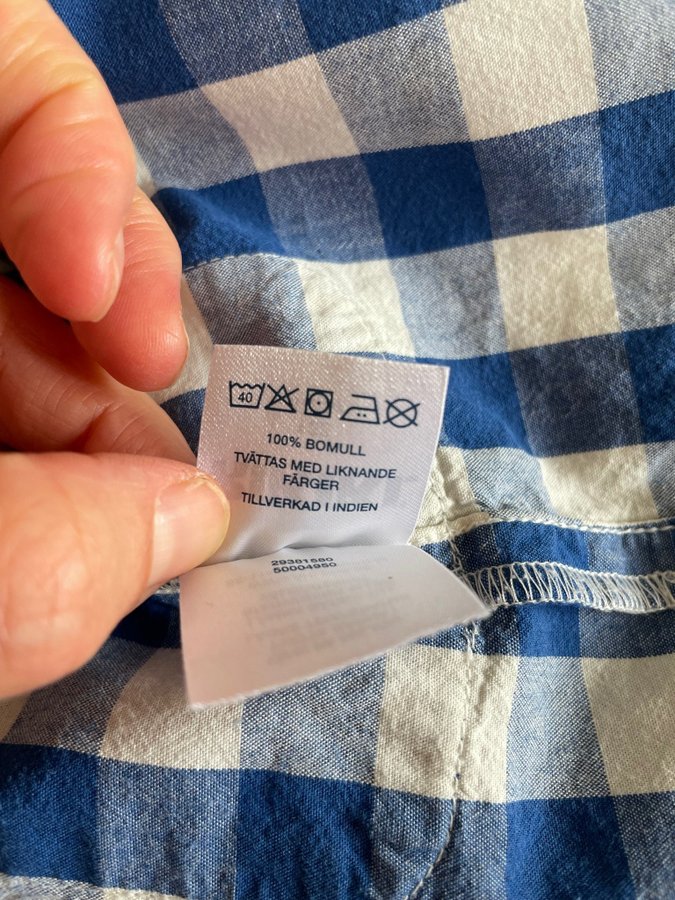 40
100% BOMULL
TVÄTTAS MED LIKNANDE
FÄRGER
TILLVERKAD I INDIEN
29381580
50004950